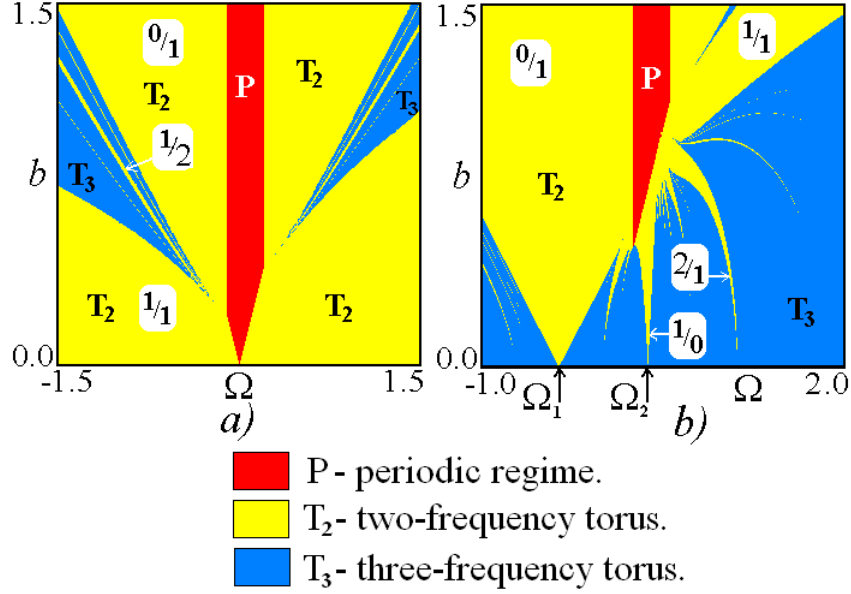 1.5
0/1
T2
P
T2
T3
1/2
b
T3
T2
1/1
T2
0.0
-1.5
Ω
1.5
a)
1.5
0/1
P
1/1
b
T2
2/1
1/0
T3
0.0
-1.0
Ω1
Ω2
Ω
2.0
b)
P - periodic regime.
T2 - two-frequency torus.
T3 - three-frequency torus.